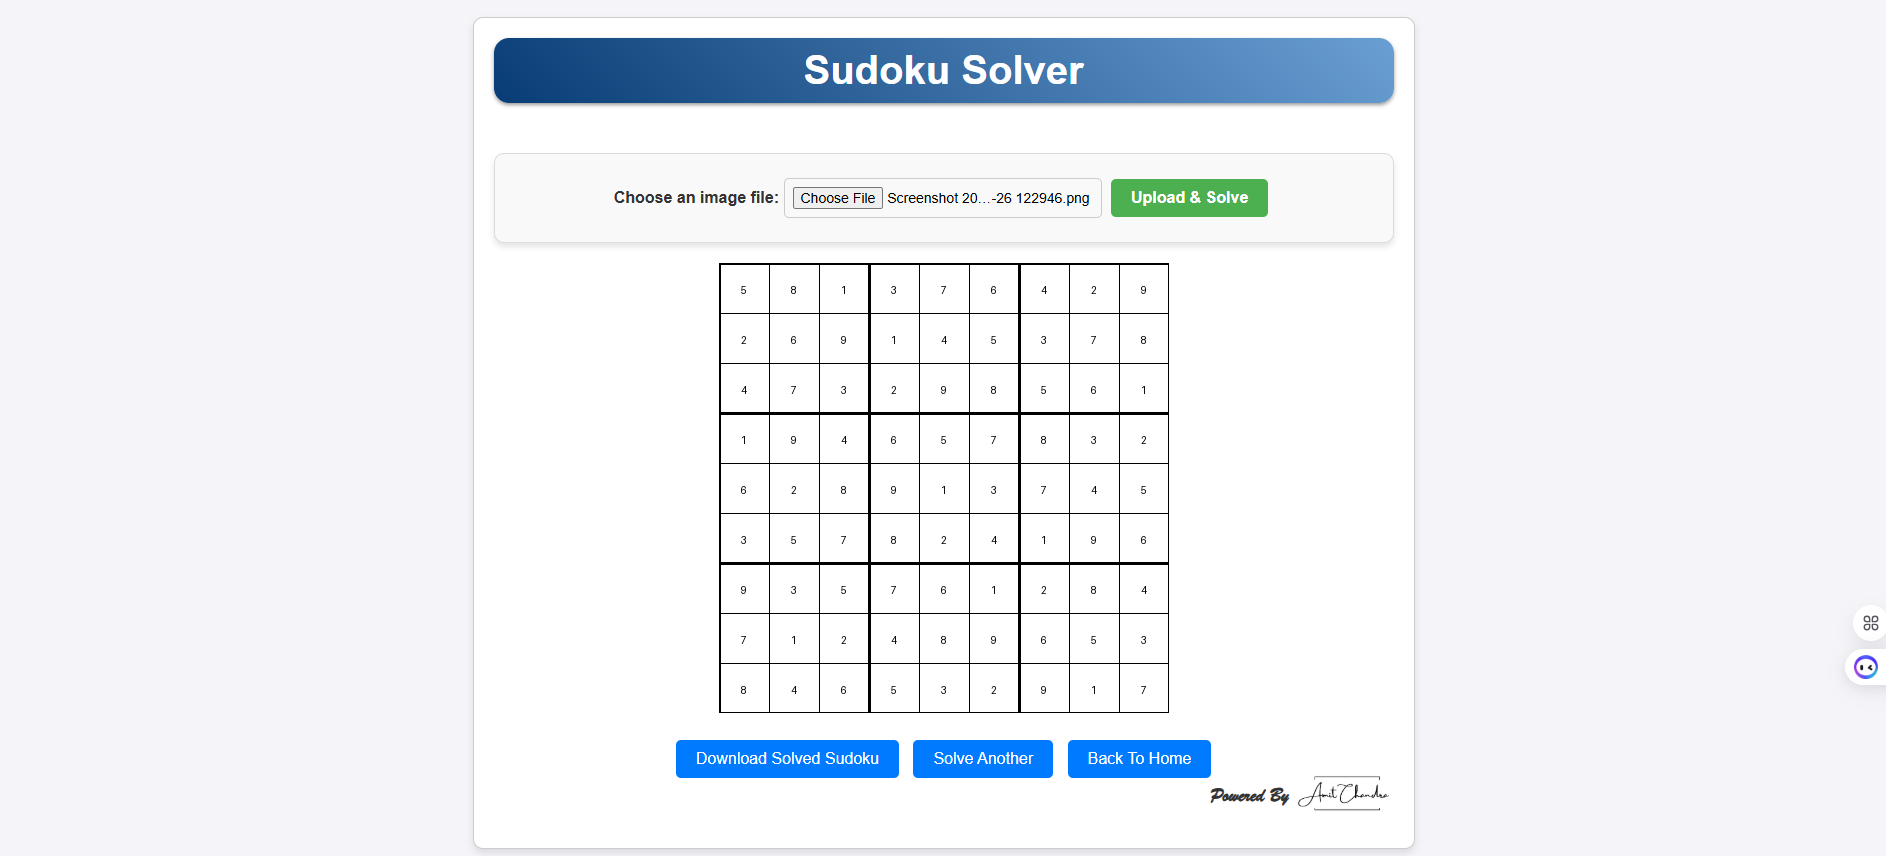 Sudoku Solver
Choose an image file: Choose File Screenshot 20...-26 122946.png Upload & Solve
5 8 1 3 7 6 4 2 9
2 6 9 1 4 5 3 7 8
4 7 3 2 9 8 5 6 1
1 9 4 6 5 7 8 3 2
6 2 8 9 1 3 7 4 5
3 5 7 8 2 4 1 9 6
9 3 5 7 6 1 2 8 4
7 1 2 4 8 9 6 5 3
8 4 6 5 3 2 9 1 7
Download Solved Sudoku Solve Another Back To Home
Powered By Amit Chandra